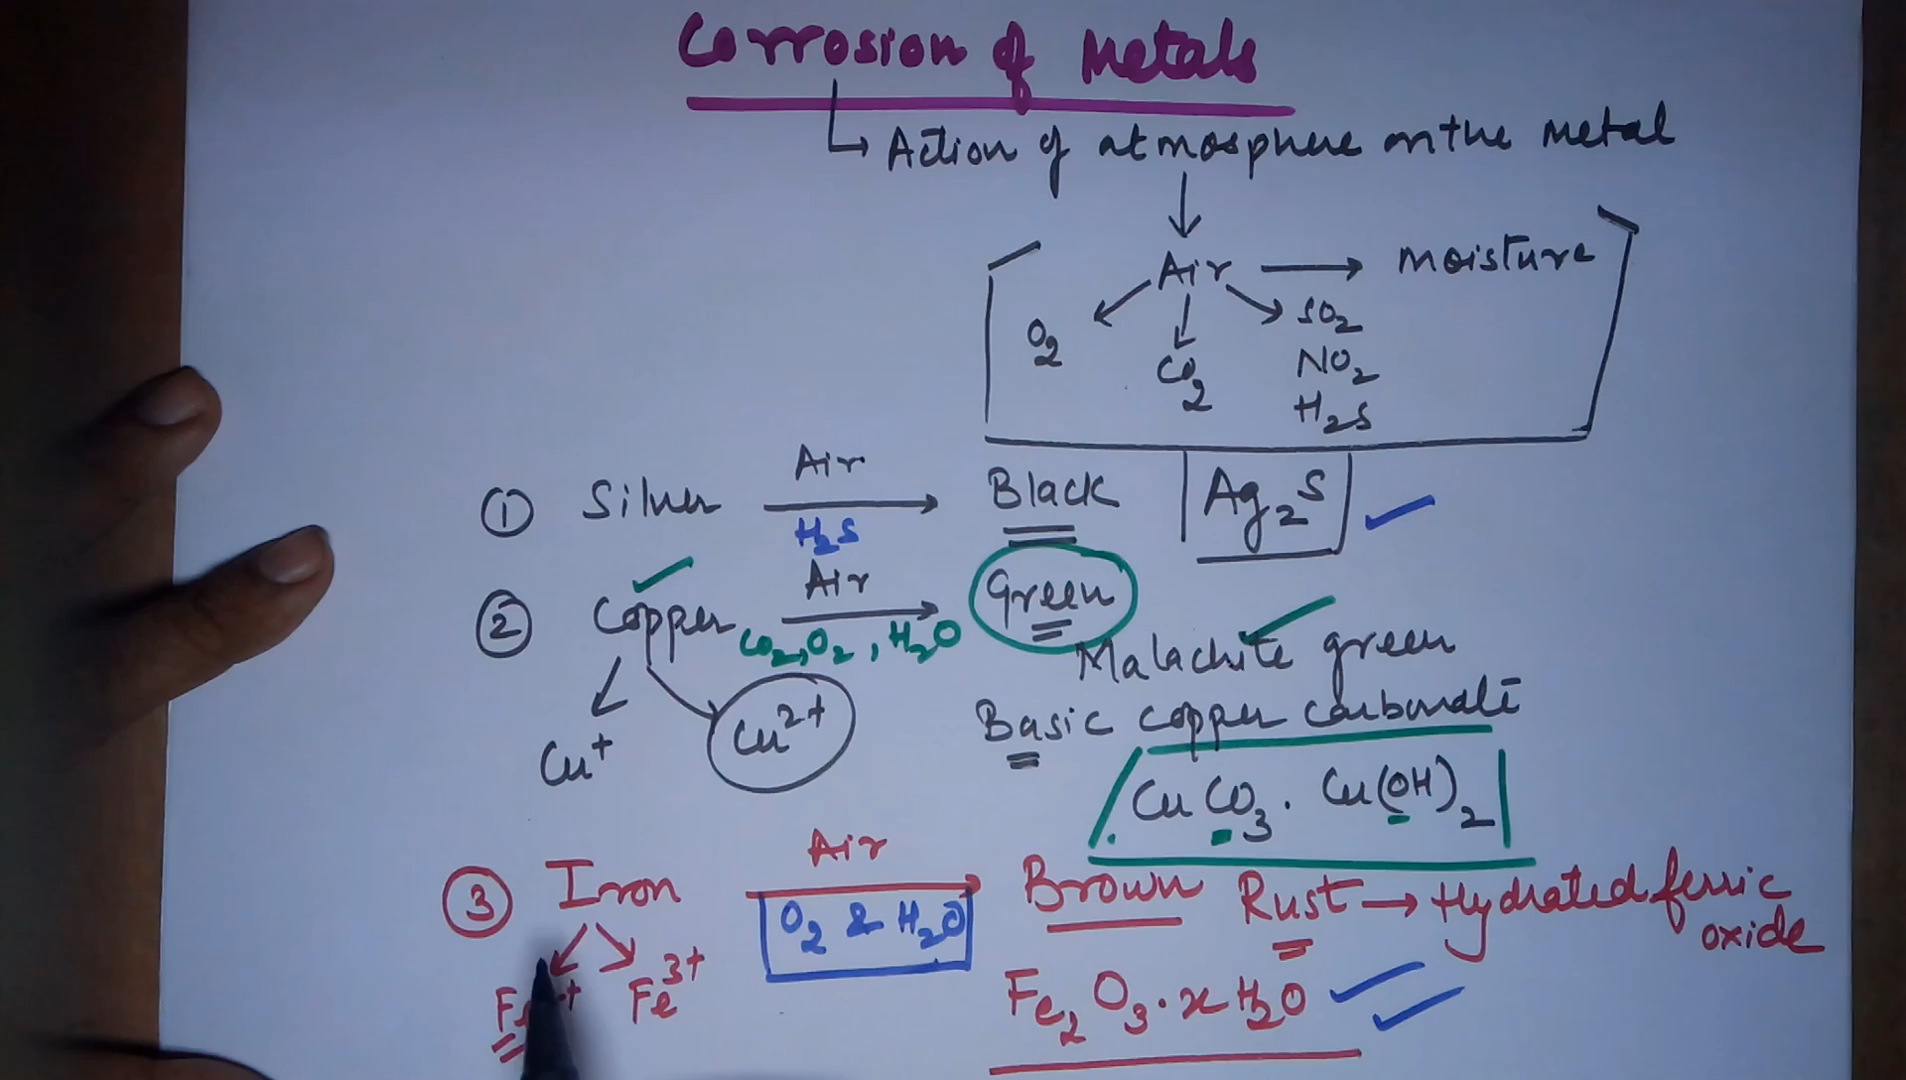 Corrosion of Metals
Action of atmosphere on the metal
Air → moisture
O2 CO2 SO2
NO2
H2S
① Silver Air H2S → Black Ag2S
② Copper Air CO2, O2, H2O → Green
Malachite green
Cu+ Cu2+ Basic copper carbonate
CuCO3 . Cu(OH)2
③ Iron Air O2 & H2O → Brown Rust → Hydrated ferric oxide
Fe3+ Fe2O3.xH2O